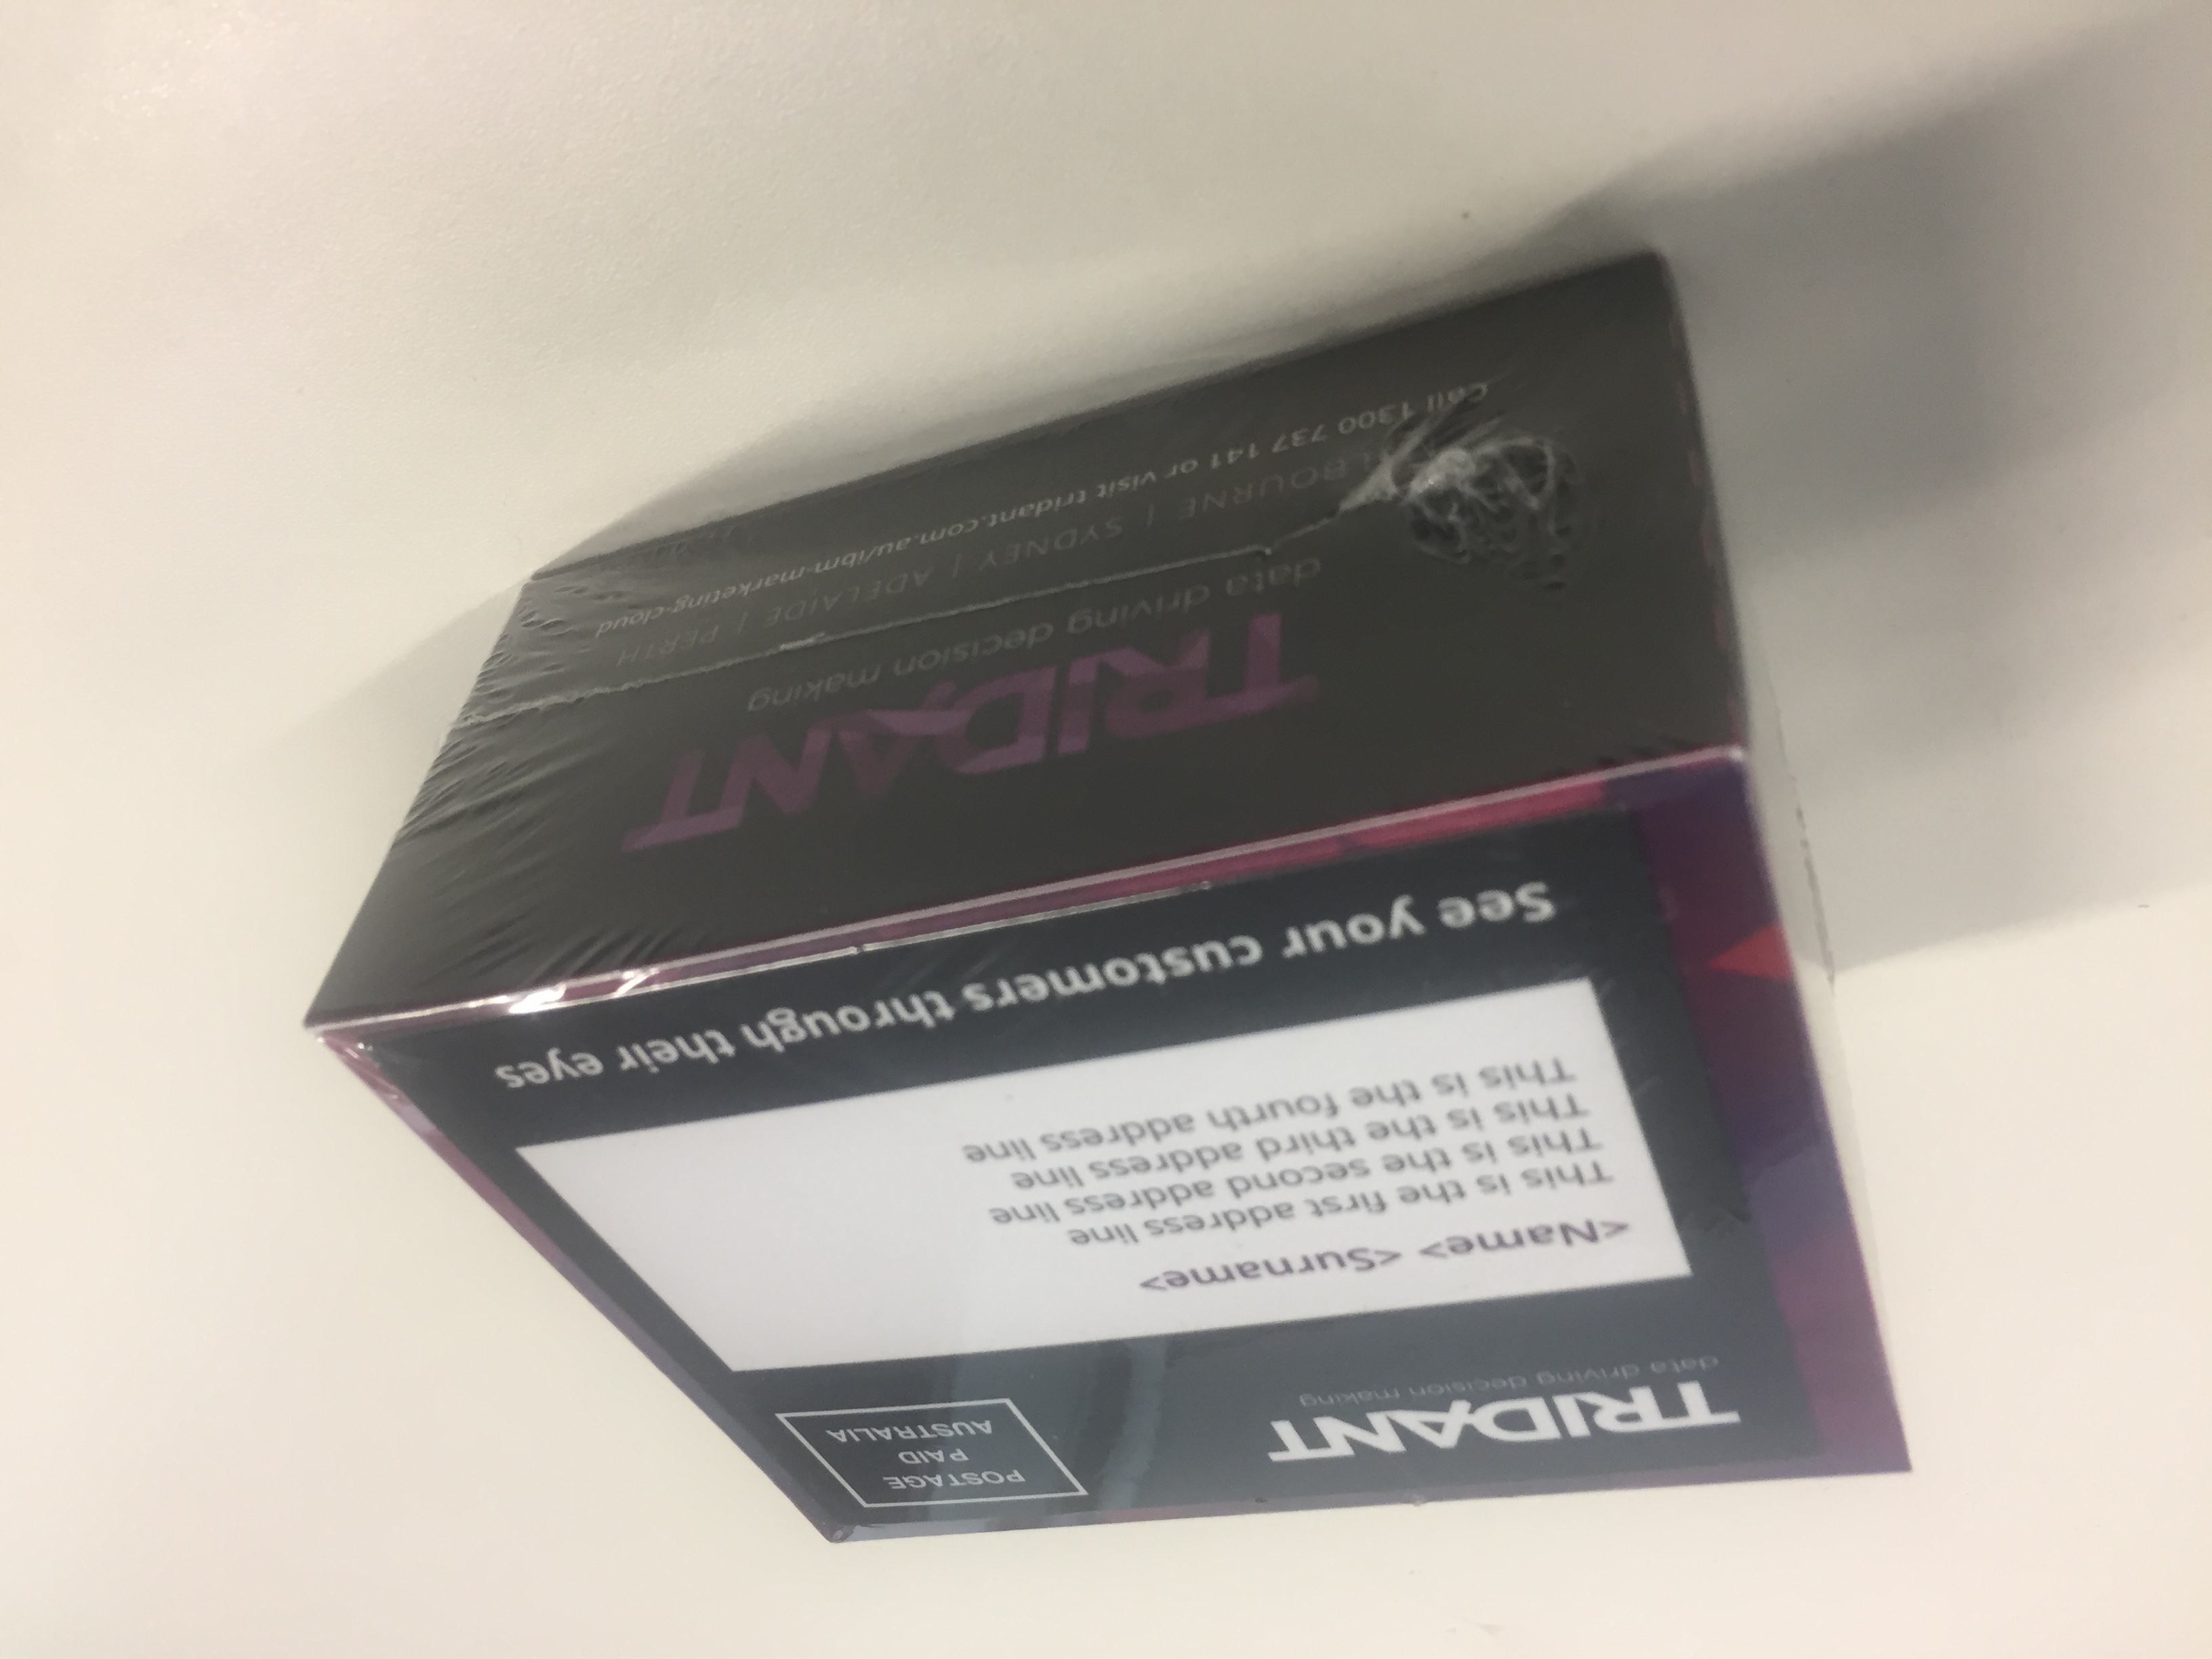 TRIDANT
data driving decision making
POSTAGE
PAID
AUSTRALIA
<Name> <Surname>
This is the first address line
This is the second address line
This is the third address line
This is the fourth address line
See your customers through their eyes
TRIDANT
data driving decision making
LBOURNE | SYDNEY | ADELAIDE | PERTH
Call 1300 737 141 or visit tridant.com.au/ibm-marketing-cloud